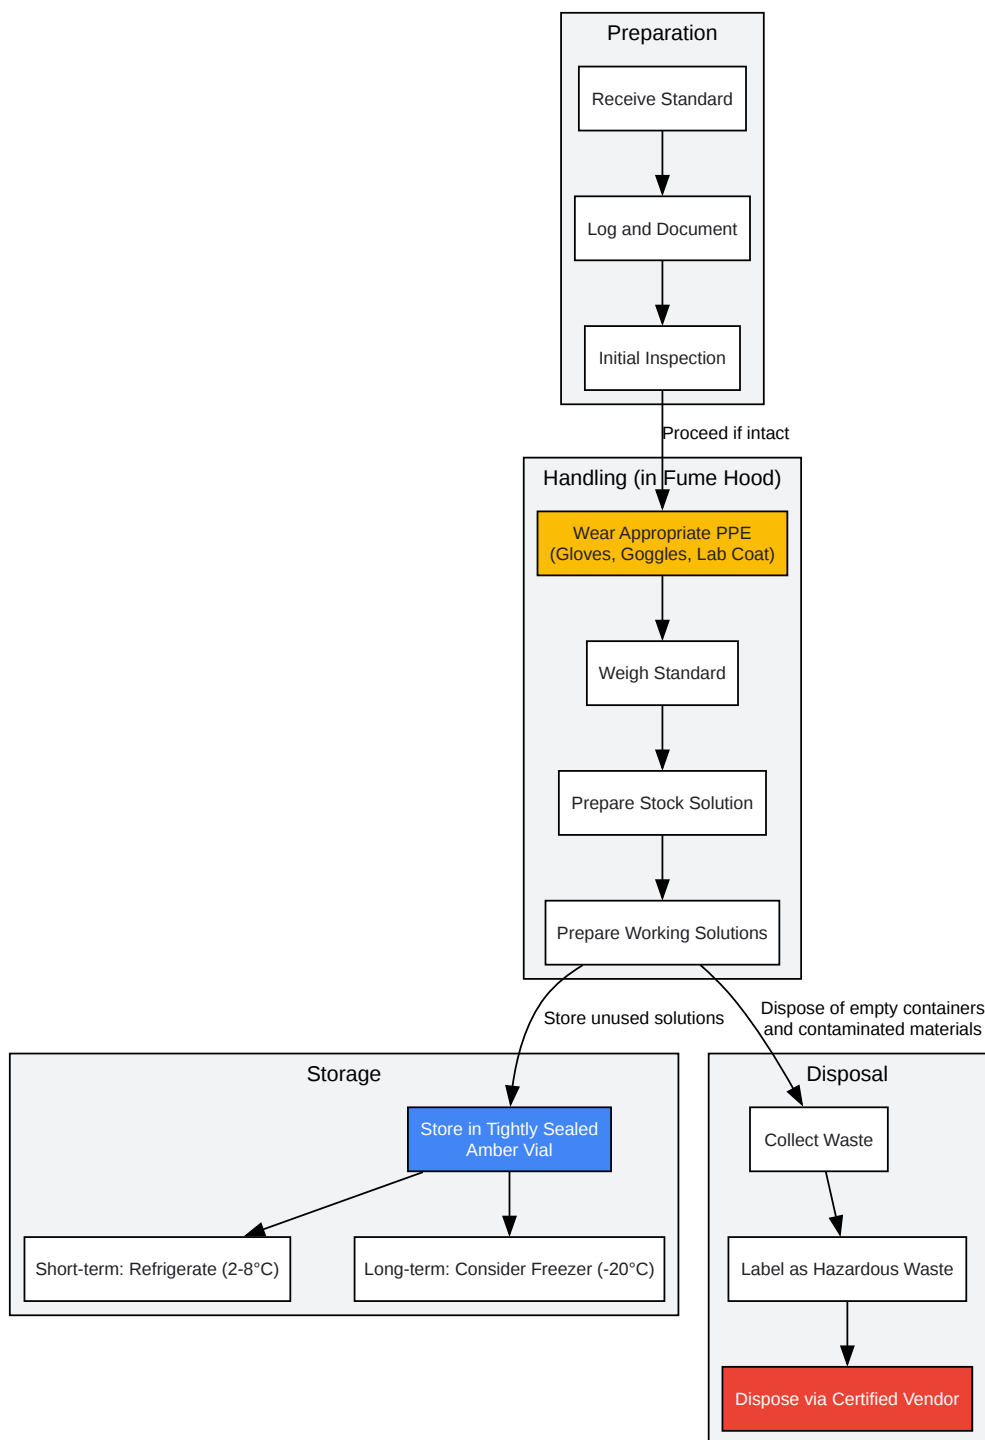 Preparation
Receive Standard
Log and Document
Initial Inspection
Proceed if intact
Handling (in Fume Hood)
Wear Appropriate PPE
(Gloves, Goggles, Lab Coat)
Weigh Standard
Prepare Stock Solution
Prepare Working Solutions
Store unused solutions
Dispose of empty containers
and contaminated materials
Storage
Store in Tightly Sealed
Amber Vial
Short-term: Refrigerate (2-8°C)
Long-term: Consider Freezer (-20°C)
Disposal
Collect Waste
Label as Hazardous Waste
Dispose via Certified Vendor